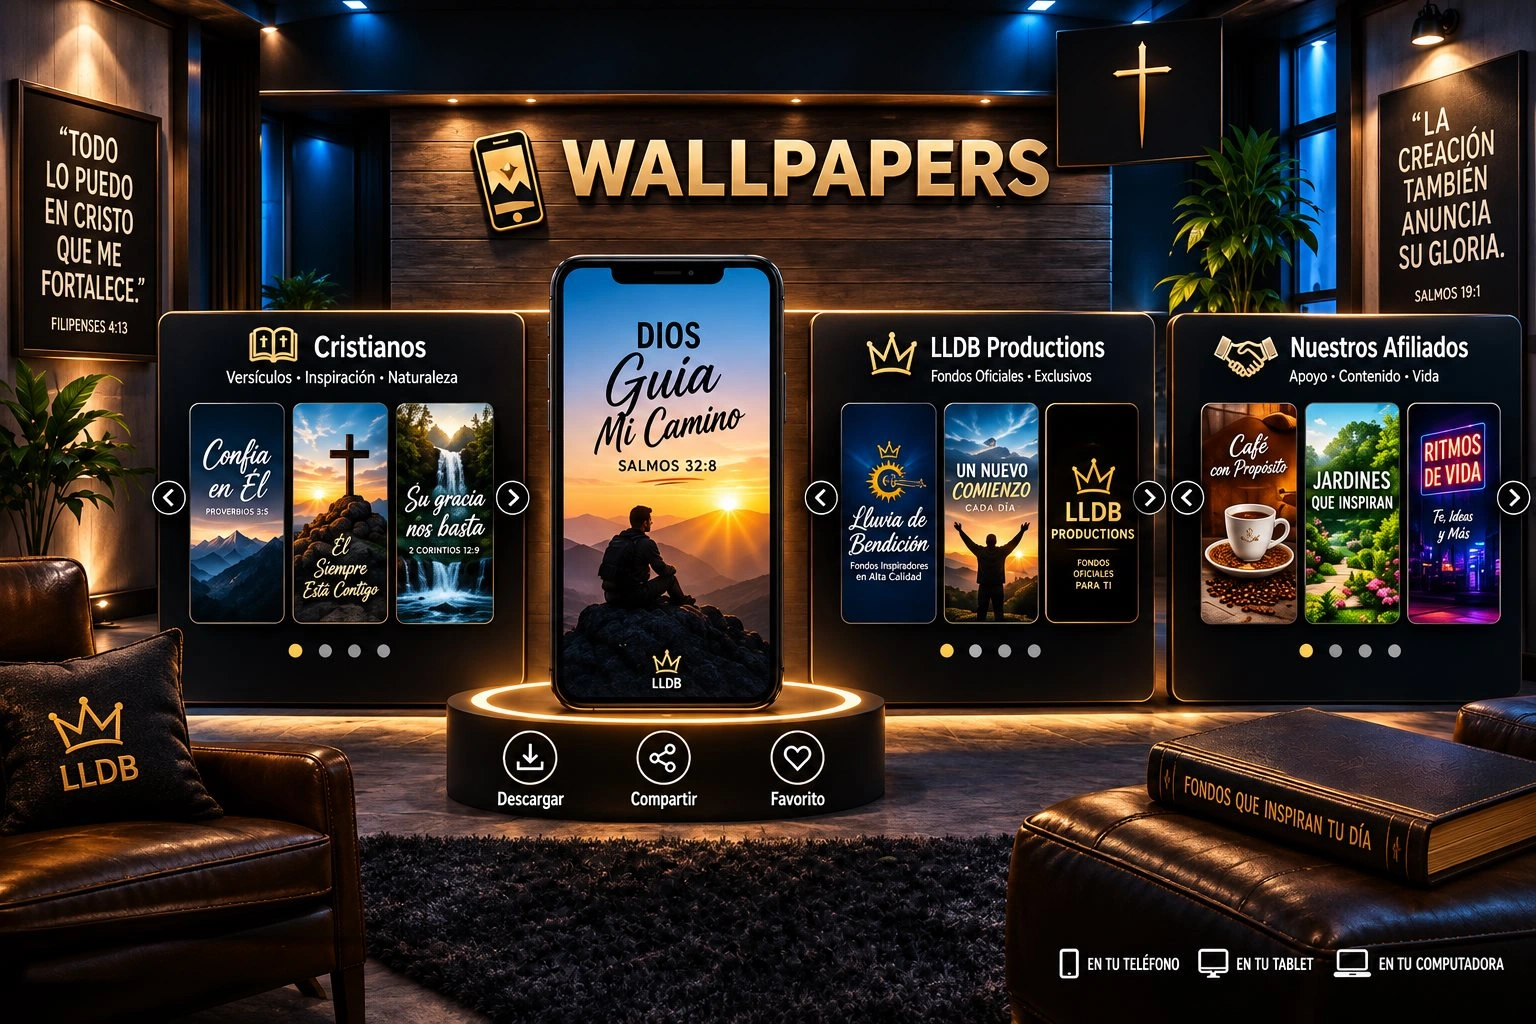 "TODO
LO PUEDO
EN CRISTO
QUE ME
FORTALECE."
FILIPENSES 4:13
WALLPAPERS
"LA
CREACIÓN
TAMBIÉN
ANUNCIA
SU GLORIA.
SALMOS 19:1
Cristianos
Versículos • Inspiración • Naturaleza
Confía
en Él
PROVERBIOS 3:5
Él
Siempre
Está Contigo
Su gracia
nos basta
2 CORINTIOS 12:9
DIOS
Guia
Mi Camino
SALMOS 32:8
LLDB
LLDB Productions
Fondos Oficiales • Exclusivos
Lluvia de
Bendición
Fondos Inspiradores
en Alta Calidad
UN NUEVO
COMIENZO
CADA DÍA
LLDB
PRODUCTIONS
FONDOS
OFICIALES
PARA TI
Nuestros Afiliados
Apoyo • Contenido • Vida
Café
con Propósito
JARDINES
QUE INSPIRAN
RITMOS
DE VIDA
Fe, Ideas
y Más
LLDB
Descargar
Compartir
Favorito
FONDOS QUE INSPIRAN TU DÍA
EN TU TELÉFONO
EN TU TABLET
EN TU COMPUTADORA